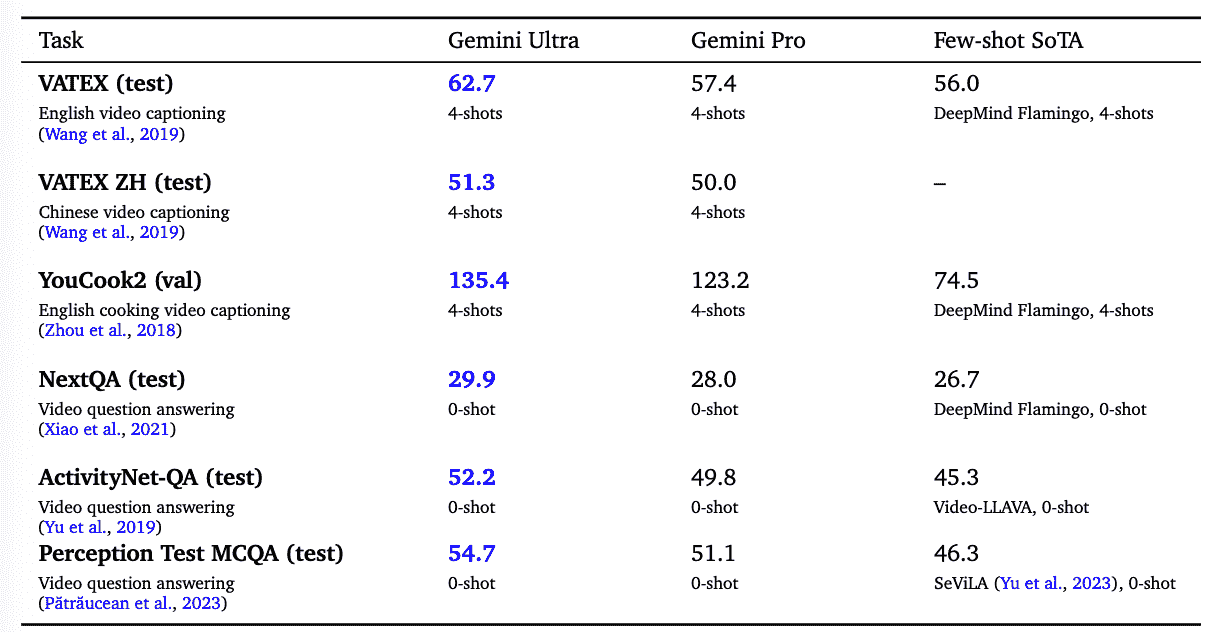 Task Gemini Ultra Gemini Pro Few-shot SoTA
VATEX (test) 62.7 57.4 56.0
English video captioning 4-shots 4-shots DeepMind Flamingo, 4-shots
(Wang et al., 2019)
VATEX ZH (test) 51.3 50.0 –
Chinese video captioning 4-shots 4-shots
(Wang et al., 2019)
YouCook2 (val) 135.4 123.2 74.5
English cooking video captioning 4-shots 4-shots DeepMind Flamingo, 4-shots
(Zhou et al., 2018)
NextQA (test) 29.9 28.0 26.7
Video question answering 0-shot 0-shot DeepMind Flamingo, 0-shot
(Xiao et al., 2021)
ActivityNet-QA (test) 52.2 49.8 45.3
Video question answering 0-shot 0-shot Video-LLAVA, 0-shot
(Yu et al., 2019)
Perception Test MCQA (test) 54.7 51.1 46.3
Video question answering 0-shot 0-shot SeViLA (Yu et al., 2023), 0-shot
(Pătrăucean et al., 2023)